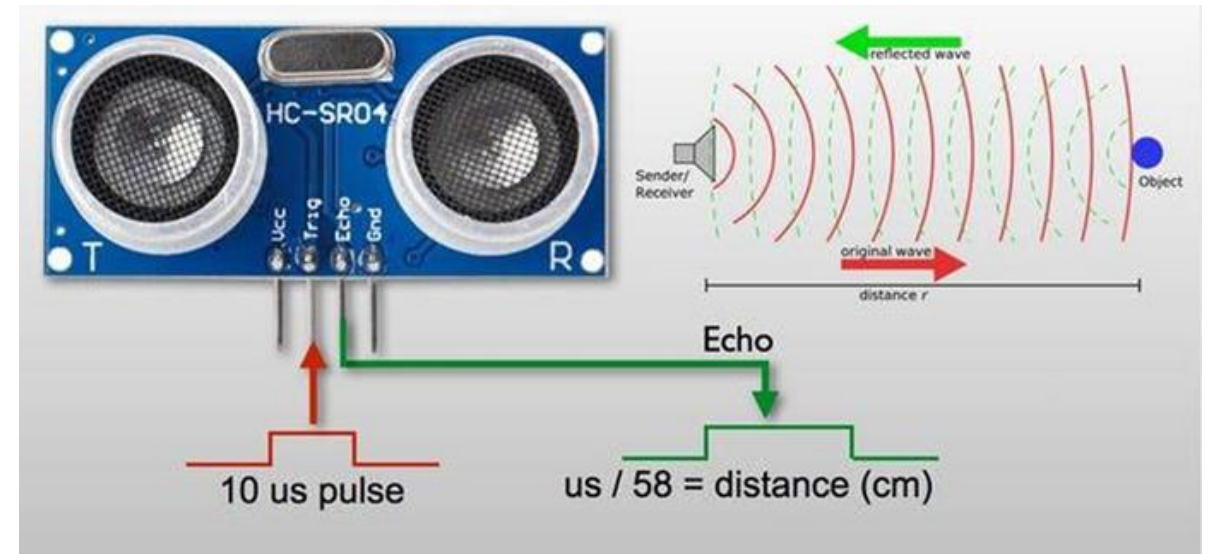 HC-SR04
Vcc
Trig
Echo
Gnd
T
R
reflected wave
Sender/
Receiver
Object
original wave
distance r
Echo
10 us pulse
us / 58 = distance (cm)